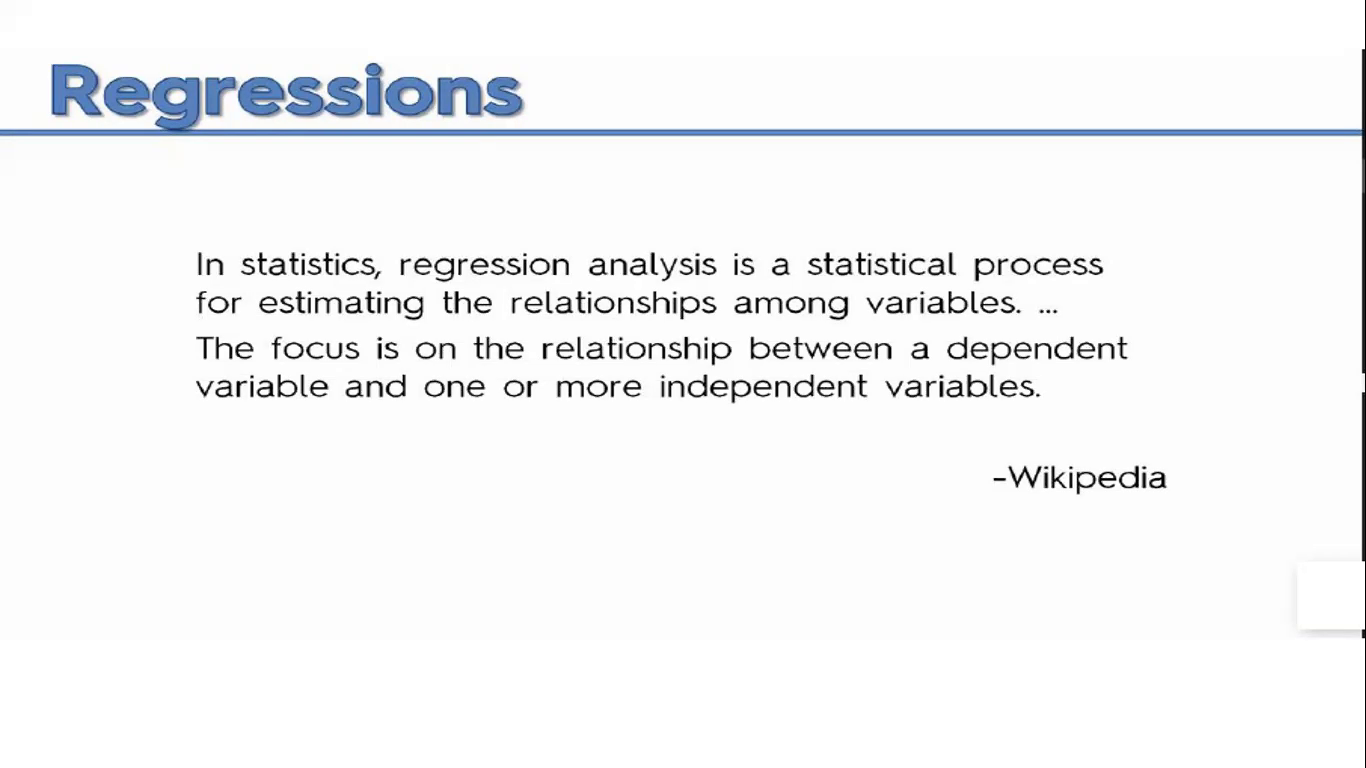 Regressions
In statistics, regression analysis is a statistical process
for estimating the relationships among variables. ...
The focus is on the relationship between a dependent
variable and one or more independent variables.
-Wikipedia